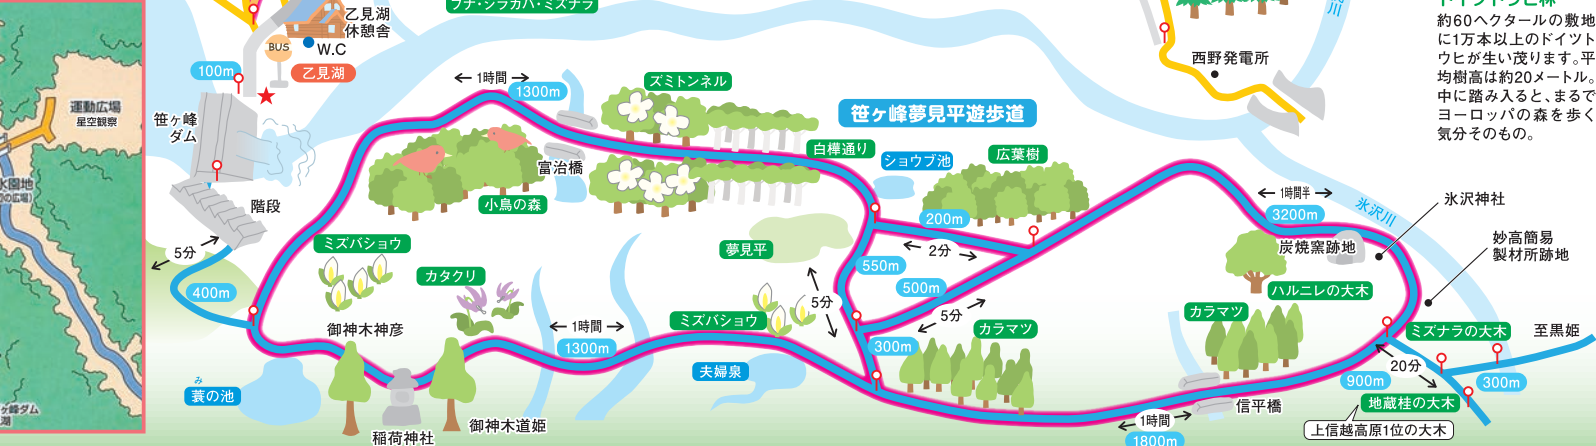 乙見湖
休憩舎
W.C
BUS
乙見湖
100m
笹ヶ峰
ダム
運動広場
星空観察
階段
5分
400m
ミズバショウ
カタクリ
御神木神彦
蓑の池
み
稲荷神社
御神木道姫
1時間
1300m
小鳥の森
富治橋
ズミトンネル
白樺通り
笹ヶ峰夢見平遊歩道
ショウブ池
広葉樹
夢見平
200m
2分
550m
500m
5分
5分
300m
1時間
1300m
ミズバショウ
夫婦泉
カラマツ
1時間
1800m
信平橋
カラマツ
ハルニレの大木
炭焼窯跡地
1時間半
3200m
氷沢川
氷沢神社
妙高簡易
製材所跡地
ミズナラの大木
至黒姫
20分
900m
300m
地蔵桂の大木
上信越高原1位の大木
西野発電所
約60ヘクタールの敷地
に1万本以上のドイツト
ウヒが生い茂ります。平
均樹高は約20メートル。
中に踏み入ると、まるで
ヨーロッパの森を歩く
気分そのもの。
ブナ・シラカバ・ミズナラ